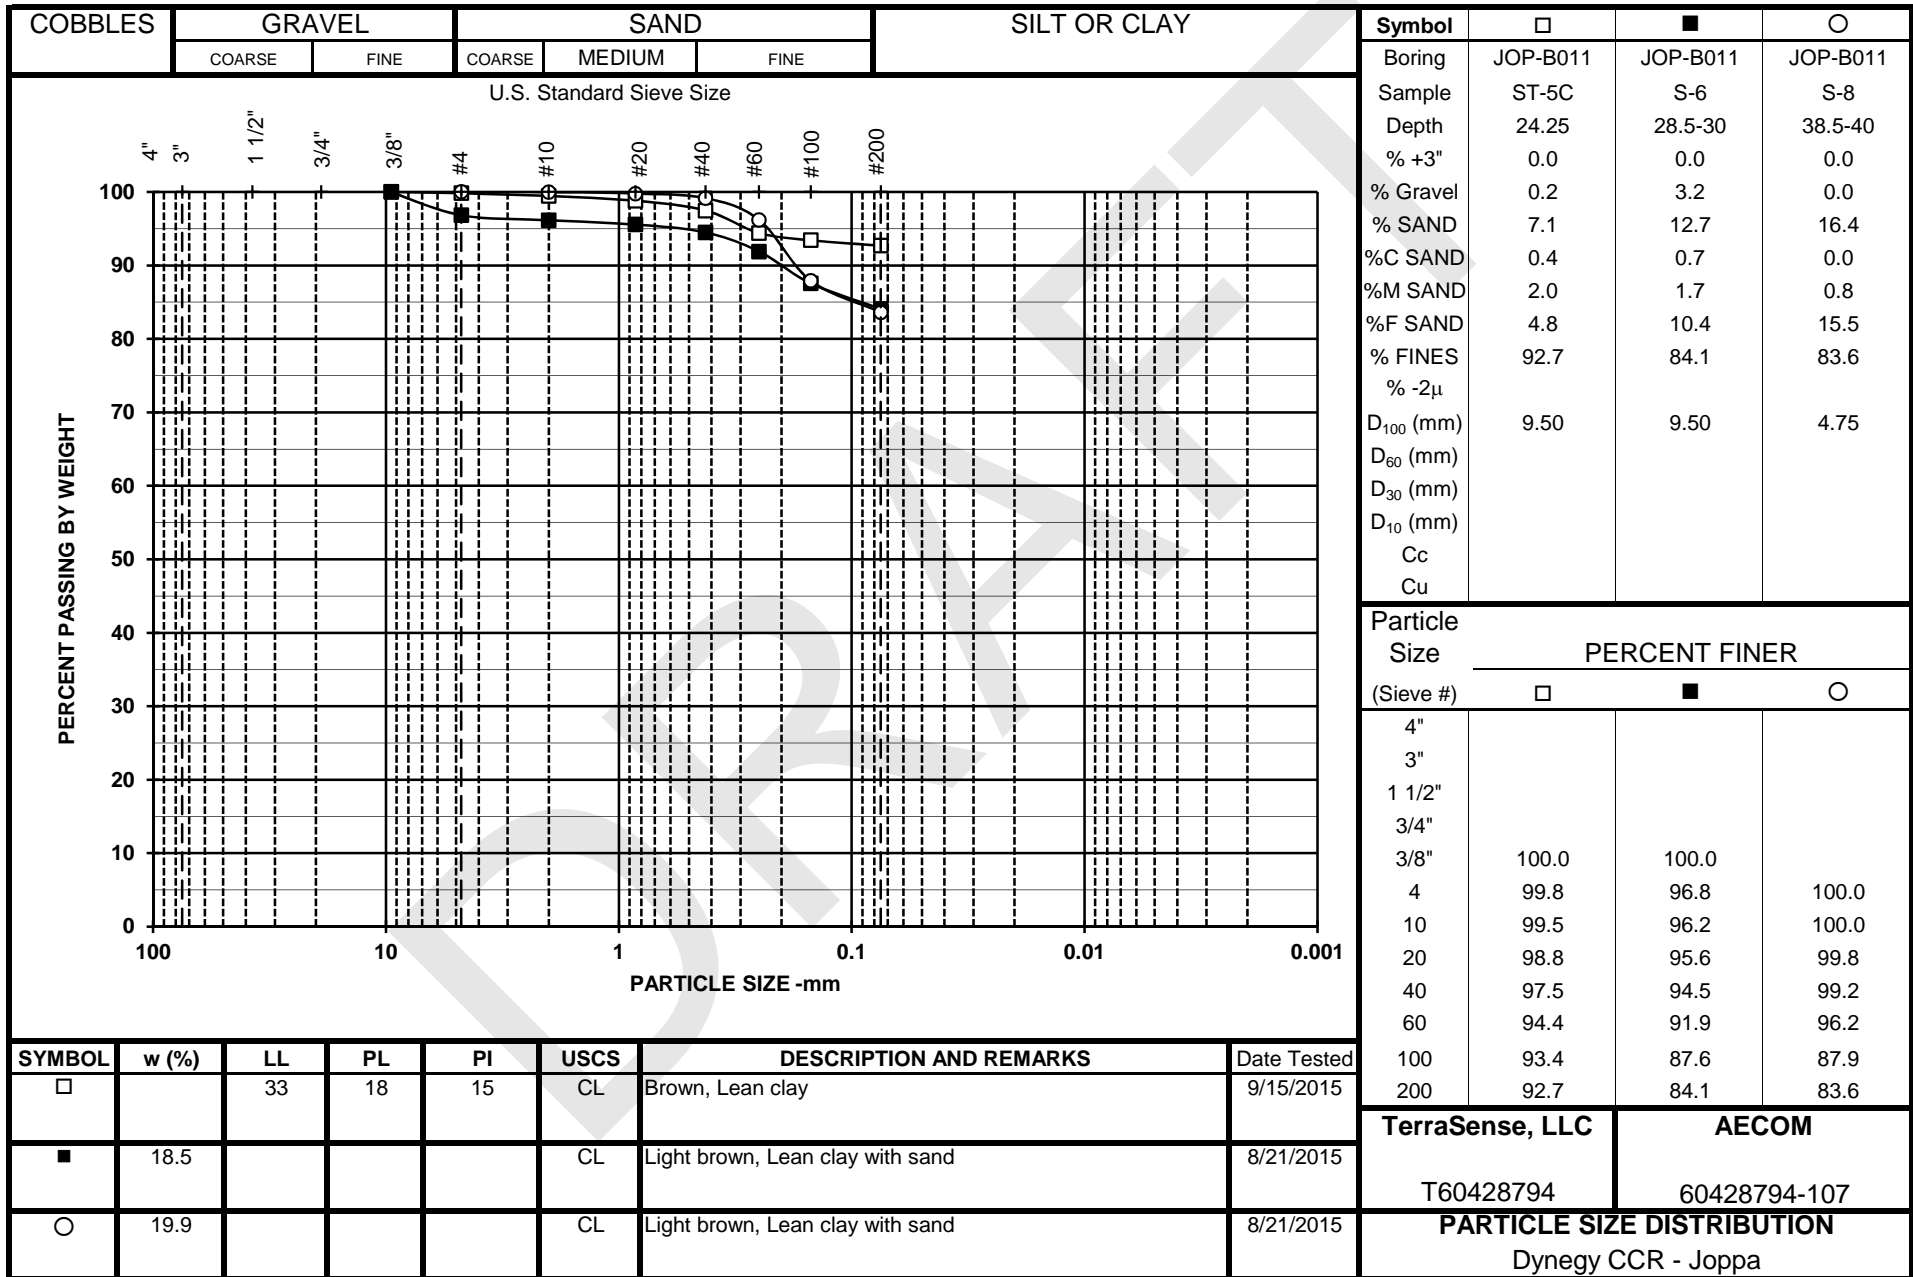 COBBLES GRAVEL SAND SILT OR CLAY
COARSE FINE COARSE MEDIUM FINE
U.S. Standard Sieve Size
4" 3" 1 1/2" 3/4" 3/8" #4 #10 #20 #40 #60 #100 #200
PERCENT PASSING BY WEIGHT
100
90
80
70
60
50
40
30
20
10
0
100 10 1 0.1 0.01 0.001
PARTICLE SIZE -mm
DRAFT
Symbol □ ■ ○
Boring JOP-B011 JOP-B011 JOP-B011
Sample ST-5C S-6 S-8
Depth 24.25 28.5-30 38.5-40
% +3" 0.0 0.0 0.0
% Gravel 0.2 3.2 0.0
% SAND 7.1 12.7 16.4
%C SAND 0.4 0.7 0.0
%M SAND 2.0 1.7 0.8
%F SAND 4.8 10.4 15.5
% FINES 92.7 84.1 83.6
% -2µ
D100 (mm) 9.50 9.50 4.75
D60 (mm)
D30 (mm)
D10 (mm)
Cc
Cu
Particle
Size PERCENT FINER
(Sieve #) □ ■ ○
4"
3"
1 1/2"
3/4"
3/8" 100.0 100.0
4 99.8 96.8 100.0
10 99.5 96.2 100.0
20 98.8 95.6 99.8
40 97.5 94.5 99.2
60 94.4 91.9 96.2
100 93.4 87.6 87.9
200 92.7 84.1 83.6
SYMBOL w (%) LL PL PI USCS DESCRIPTION AND REMARKS Date Tested
□ 33 18 15 CL Brown, Lean clay 9/15/2015
■ 18.5 CL Light brown, Lean clay with sand 8/21/2015
○ 19.9 CL Light brown, Lean clay with sand 8/21/2015
TerraSense, LLC AECOM
T60428794 60428794-107
PARTICLE SIZE DISTRIBUTION
Dynegy CCR - Joppa